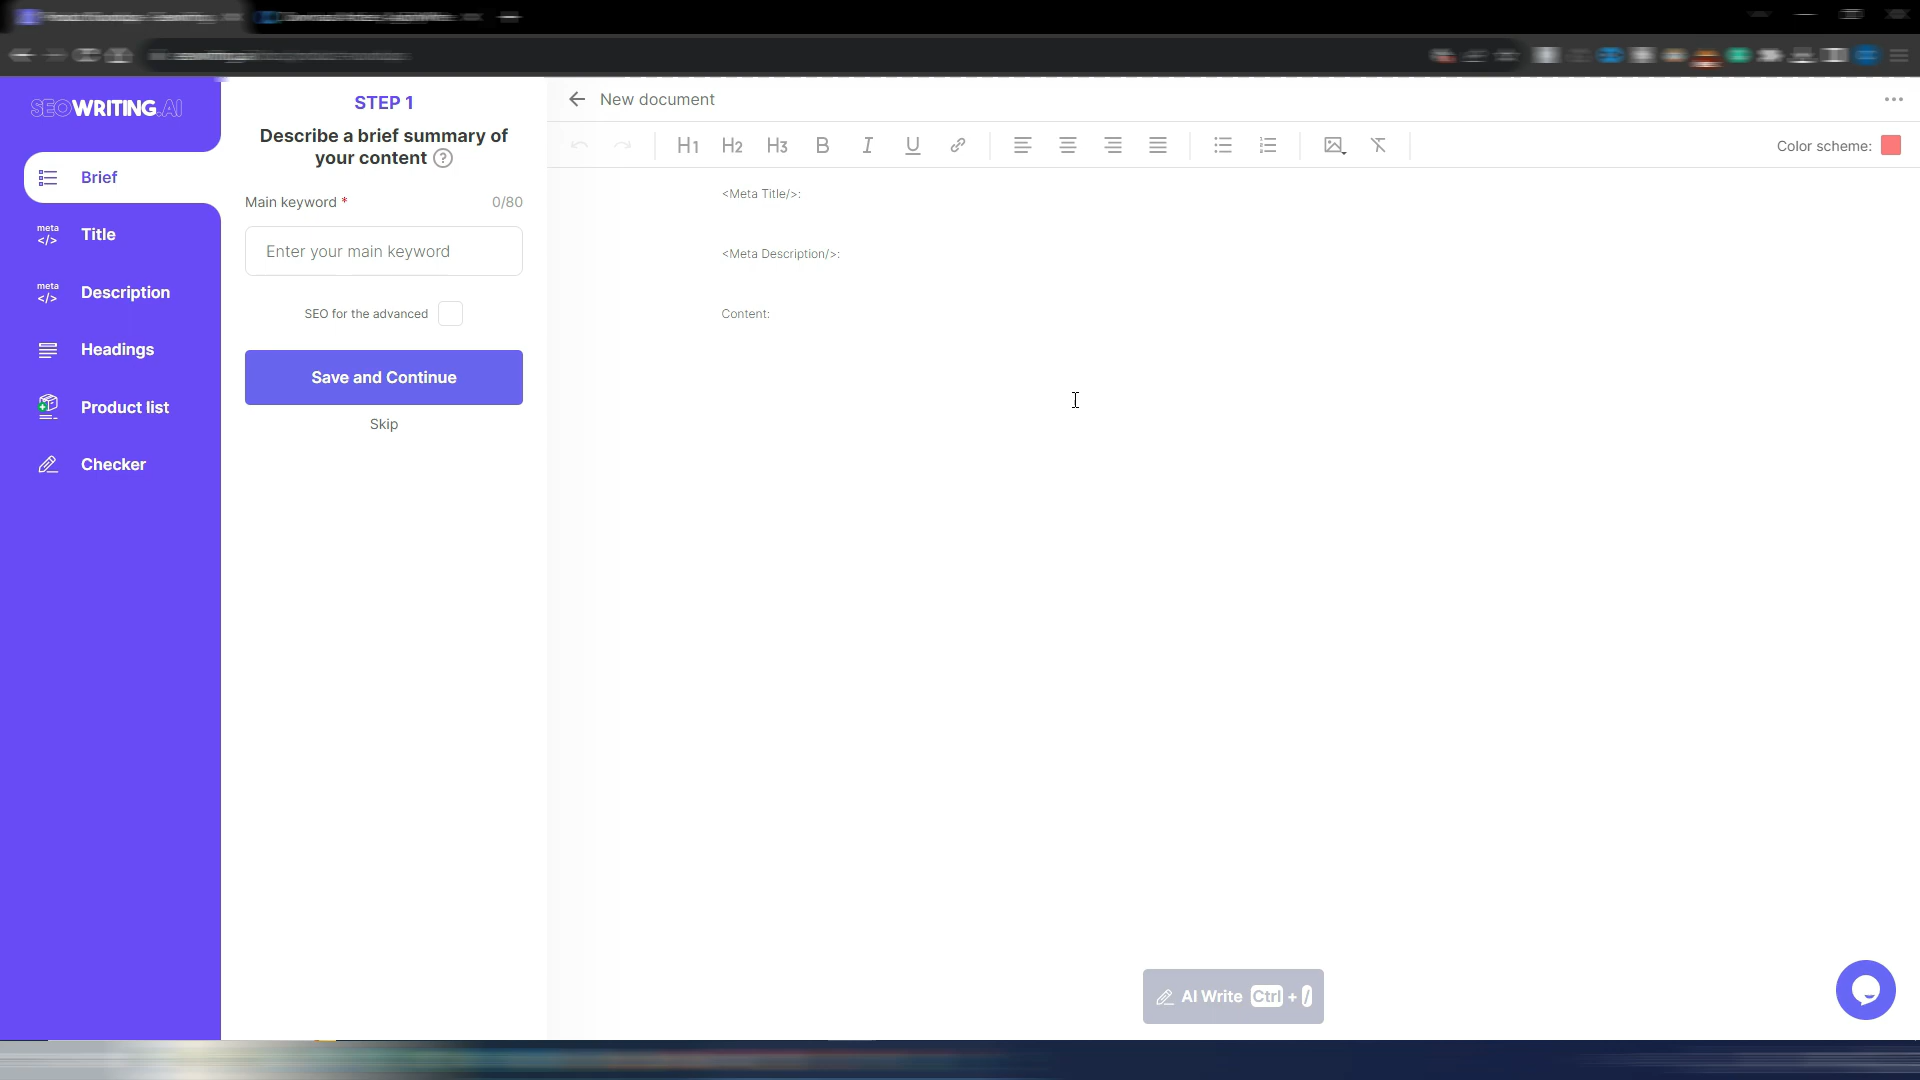 SEOWRITING.AI
Brief
meta
</>
Title
meta
</>
Description
Headings
Product list
Checker
STEP 1
Describe a brief summary of
your content ?
Main keyword * 0/80
Enter your main keyword
SEO for the advanced
Save and Continue
Skip
New document
H1 H2 H3 B I U
Color scheme:
<Meta Title/>:
<Meta Description/>:
Content:
AI Write Ctrl + /